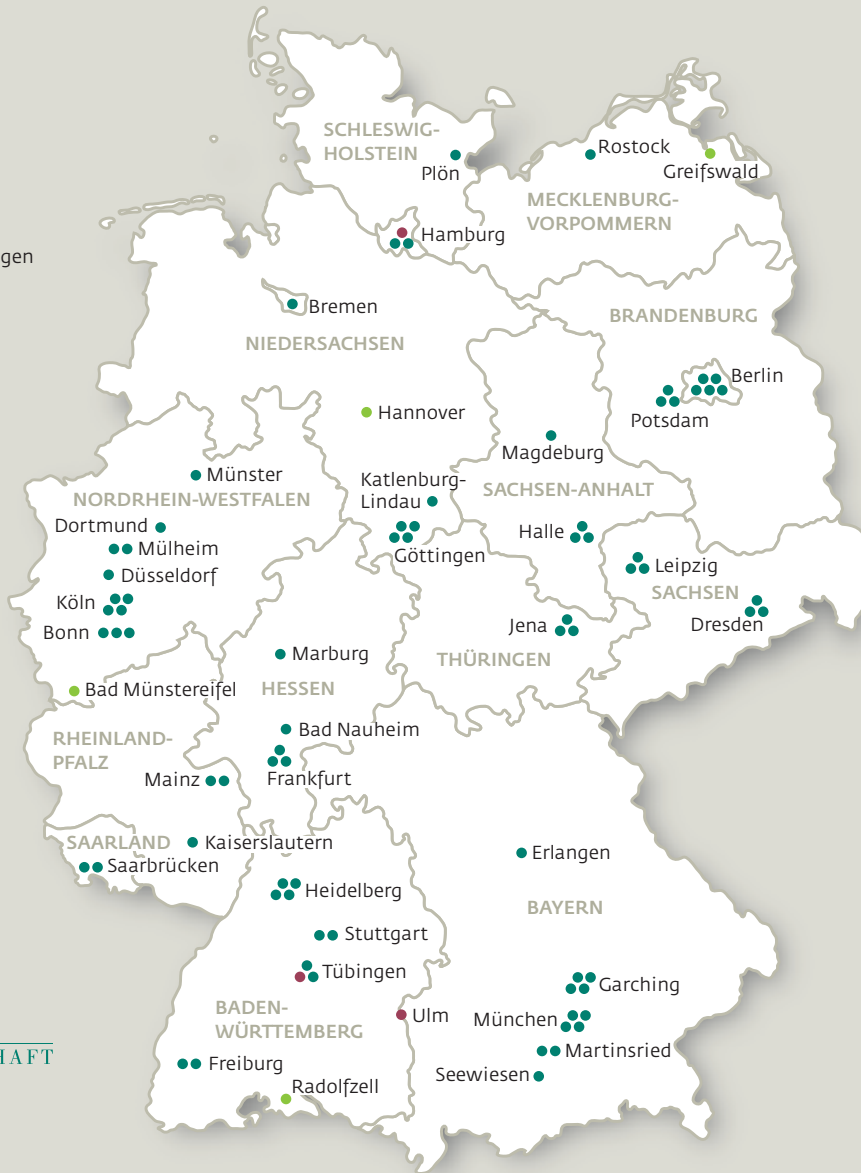 SCHLESWIG-
HOLSTEIN
Plön
Rostock
Greifswald
MECKLENBURG-
VORPOMMERN
Hamburg
gen
Bremen
BRANDENBURG
NIEDERSACHSEN
Berlin
Potsdam
Hannover
Magdeburg
Münster
Katlenburg-
Lindau
SACHSEN-ANHALT
NORDRHEIN-WESTFALEN
Dortmund
Mülheim
Halle
Göttingen
Düsseldorf
Leipzig
SACHSEN
Köln
Bonn
Jena
Dresden
Marburg
THÜRINGEN
Bad Münstereifel
HESSEN
Bad Nauheim
RHEINLAND-
PFALZ
Mainz
Frankfurt
SAARLAND
Kaiserslautern
Saarbrücken
Erlangen
Heidelberg
BAYERN
Stuttgart
Tübingen
Garching
BADEN-
WÜRTTEMBERG
Ulm
München
HAFT
Freiburg
Martinsried
Seewiesen
Radolfzell